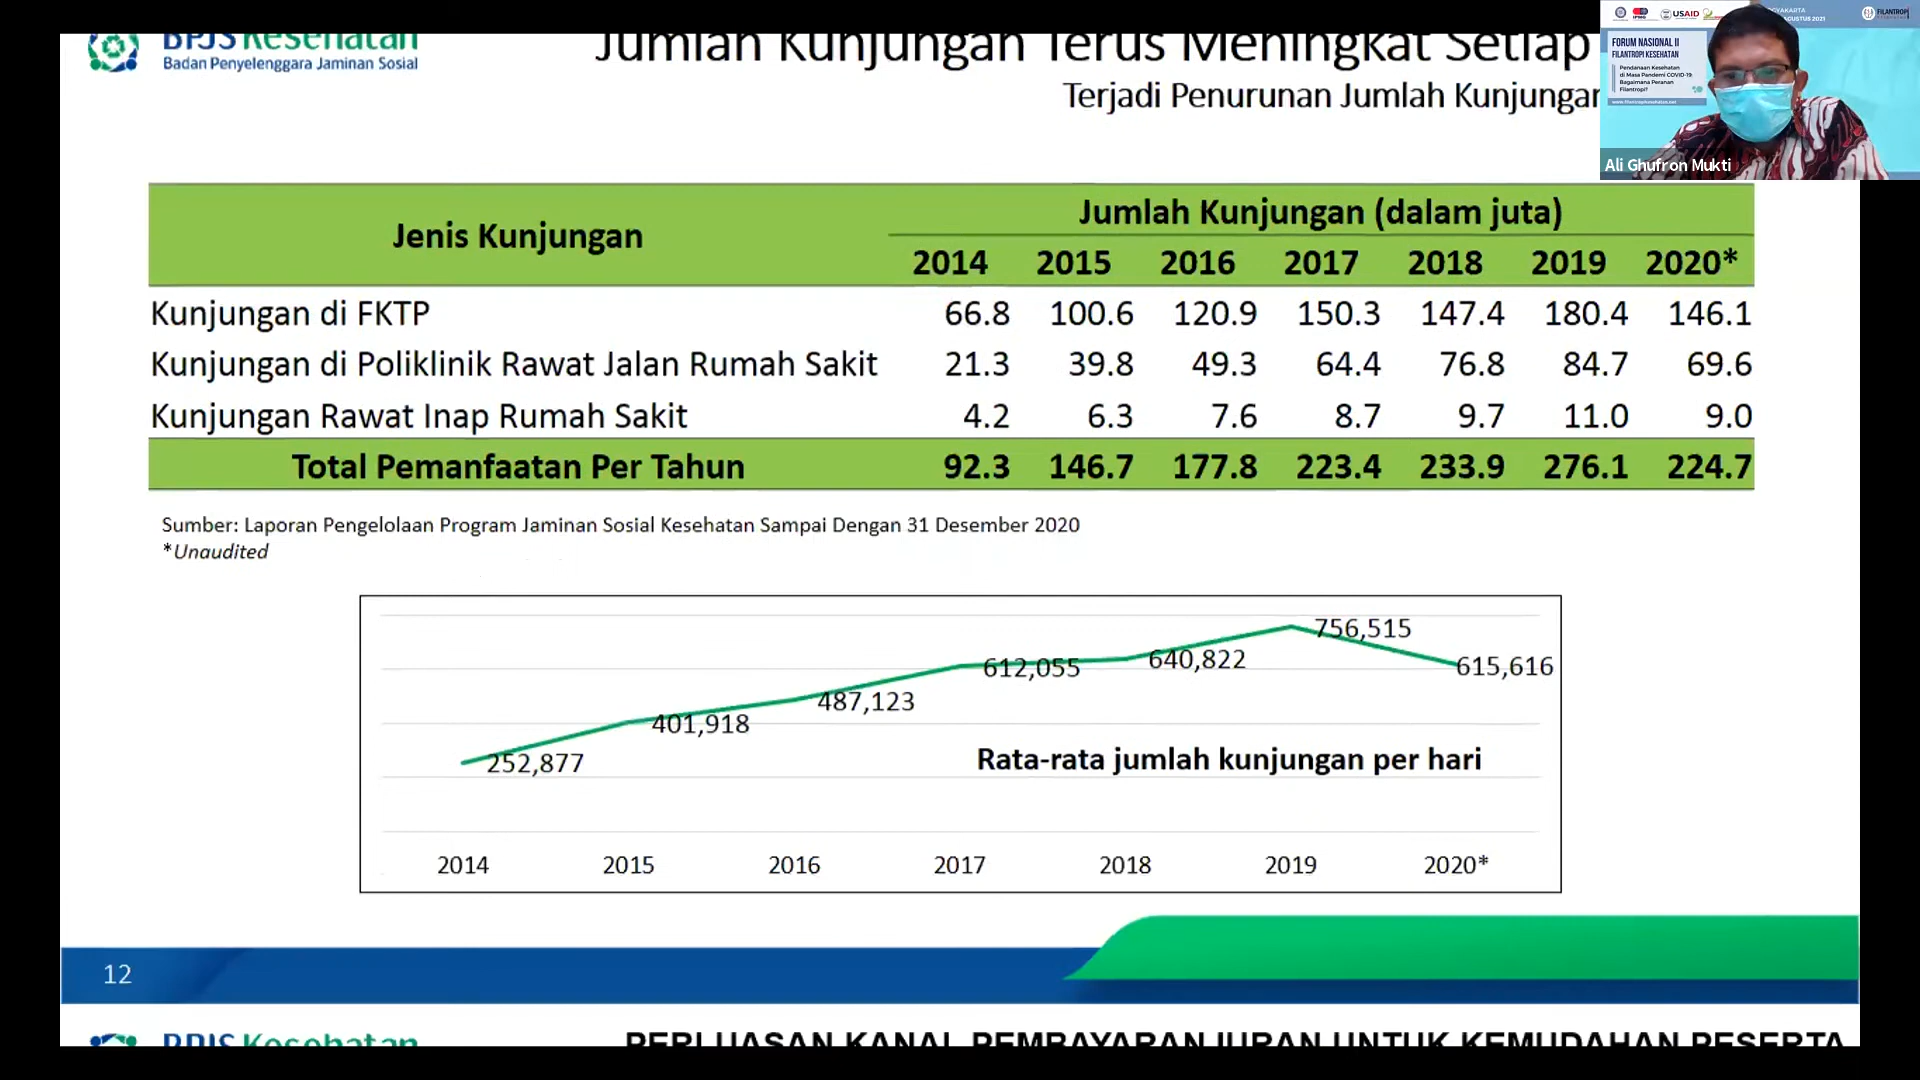 BPJS Kesehatan
Badan Penyelenggara Jaminan Sosial
Jumlah Kunjungan Terus Meningkat Setiap
Terjadi Penurunan Jumlah Kunjungan
USAID
YOGYAKARTA
AGUSTUS 2021
FILANTROPI
FORUM NASIONAL II
FILANTROPI KESEHATAN
Pendanaan Kesehatan
di Masa Pandemi COVID-19:
Bagaimana Peranan
Filantropi?
www.filantropikesehatan.net
Ali Ghufron Mukti
Jenis Kunjungan
Jumlah Kunjungan (dalam juta)
2014 2015 2016 2017 2018 2019 2020*
Kunjungan di FKTP 66.8 100.6 120.9 150.3 147.4 180.4 146.1
Kunjungan di Poliklinik Rawat Jalan Rumah Sakit 21.3 39.8 49.3 64.4 76.8 84.7 69.6
Kunjungan Rawat Inap Rumah Sakit 4.2 6.3 7.6 8.7 9.7 11.0 9.0
Total Pemanfaatan Per Tahun 92.3 146.7 177.8 223.4 233.9 276.1 224.7
Sumber: Laporan Pengelolaan Program Jaminan Sosial Kesehatan Sampai Dengan 31 Desember 2020
*Unaudited
756,515
615,616
640,822
612,055
487,123
401,918
252,877
Rata-rata jumlah kunjungan per hari
2014 2015 2016 2017 2018 2019 2020*
12
BPJS Kesehatan
PERLUASAN KANAL PEMBAYARAN IURAN UNTUK KEMUDAHAN PESERTA